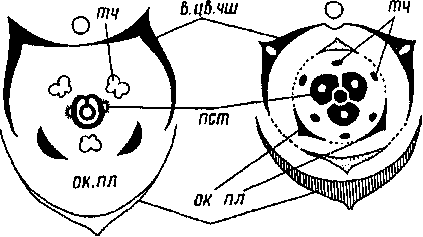 тч
в.цв.чш
тч
пст
ок.пл
ок пл